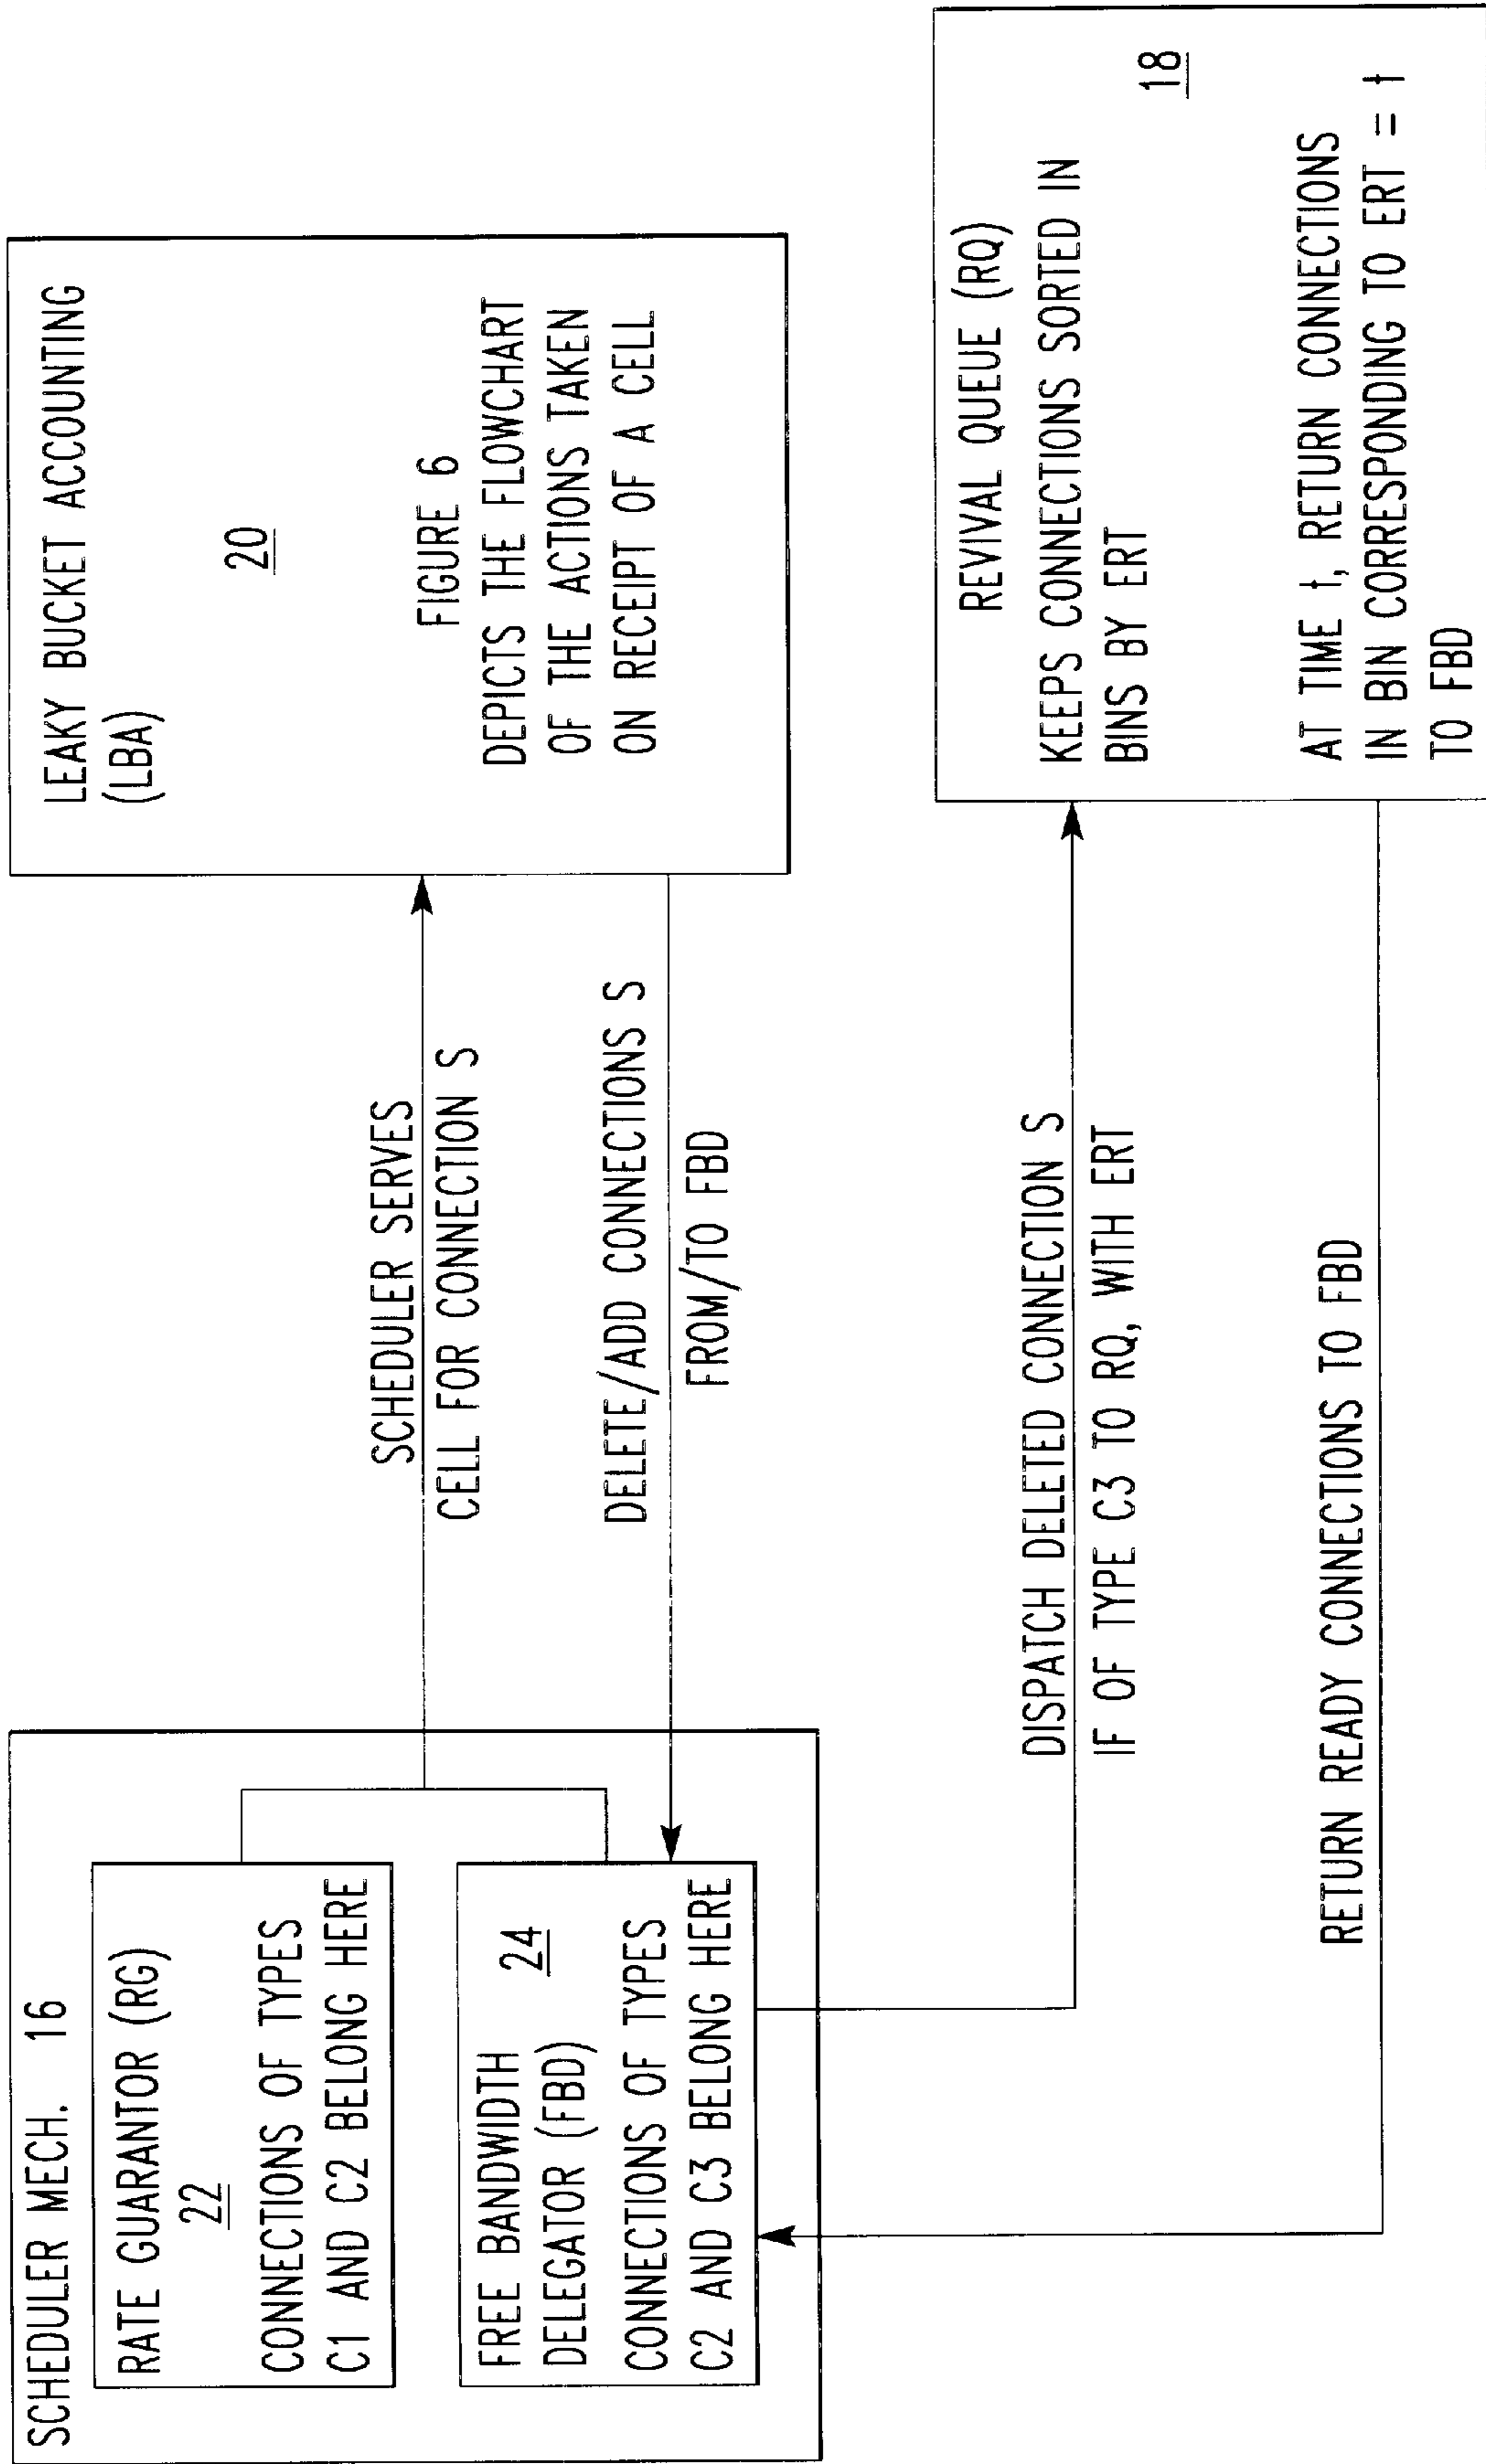 SCHEDULER MECH. 16
RATE GUARANTOR (RG)
22
CONNECTIONS OF TYPES
C1 AND C2 BELONG HERE
FREE BANDWIDTH
DELEGATOR (FBD)
24
CONNECTIONS OF TYPES
C2 AND C3 BELONG HERE
SCHEDULER SERVES
CELL FOR CONNECTION S
DELETE/ADD CONNECTIONS S
FROM/TO FBD
LEAKY BUCKET ACCOUNTING
(LBA)
20
FIGURE 6
DEPICTS THE FLOWCHART
OF THE ACTIONS TAKEN
ON RECEIPT OF A CELL
DISPATCH DELETED CONNECTION S
IF OF TYPE C3 TO RQ, WITH ERT
RETURN READY CONNECTIONS TO FBD
REVIVAL QUEUE (RQ)
KEEPS CONNECTIONS SORTED IN
BINS BY ERT
18
AT TIME t, RETURN CONNECTIONS
IN BIN CORRESPONDING TO ERT = t
TO FBD